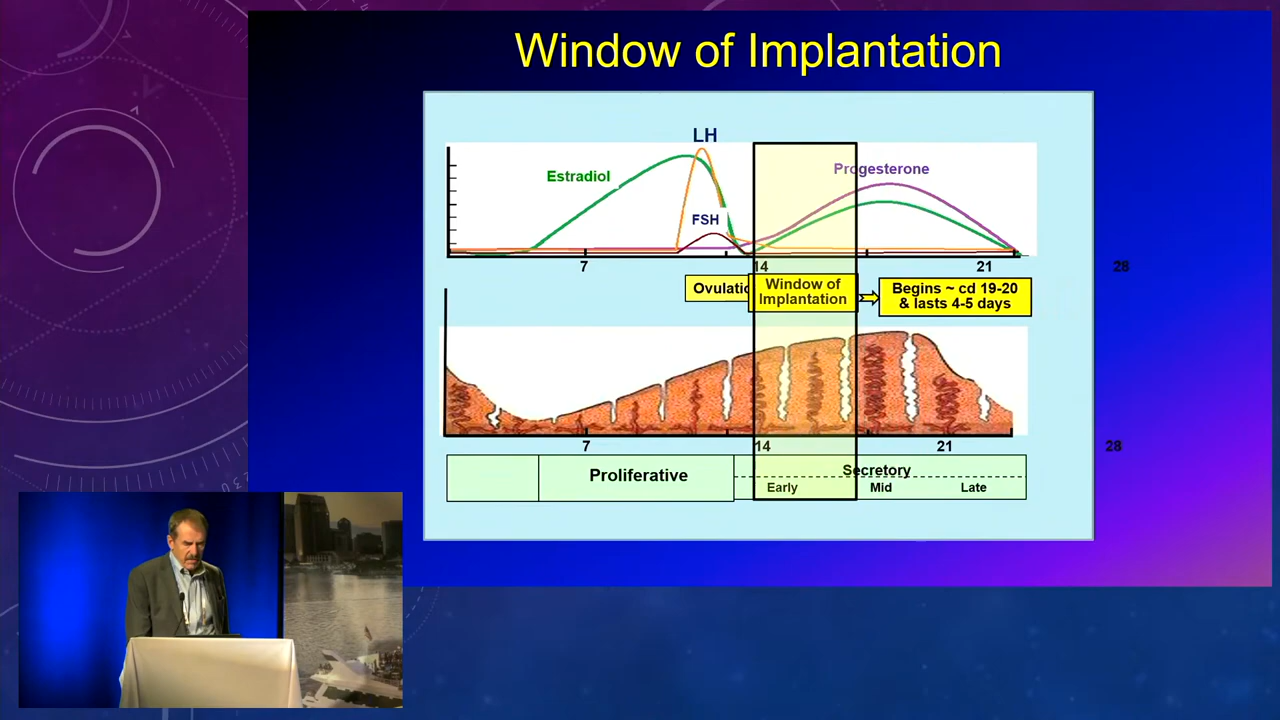 Window of Implantation
LH
Estradiol
Progesterone
FSH
7
14
21
28
Ovulatio
Window of
Implantation
Begins ~ cd 19-20
& lasts 4-5 days
7
14
21
28
Proliferative
Secretory
Early
Mid
Late